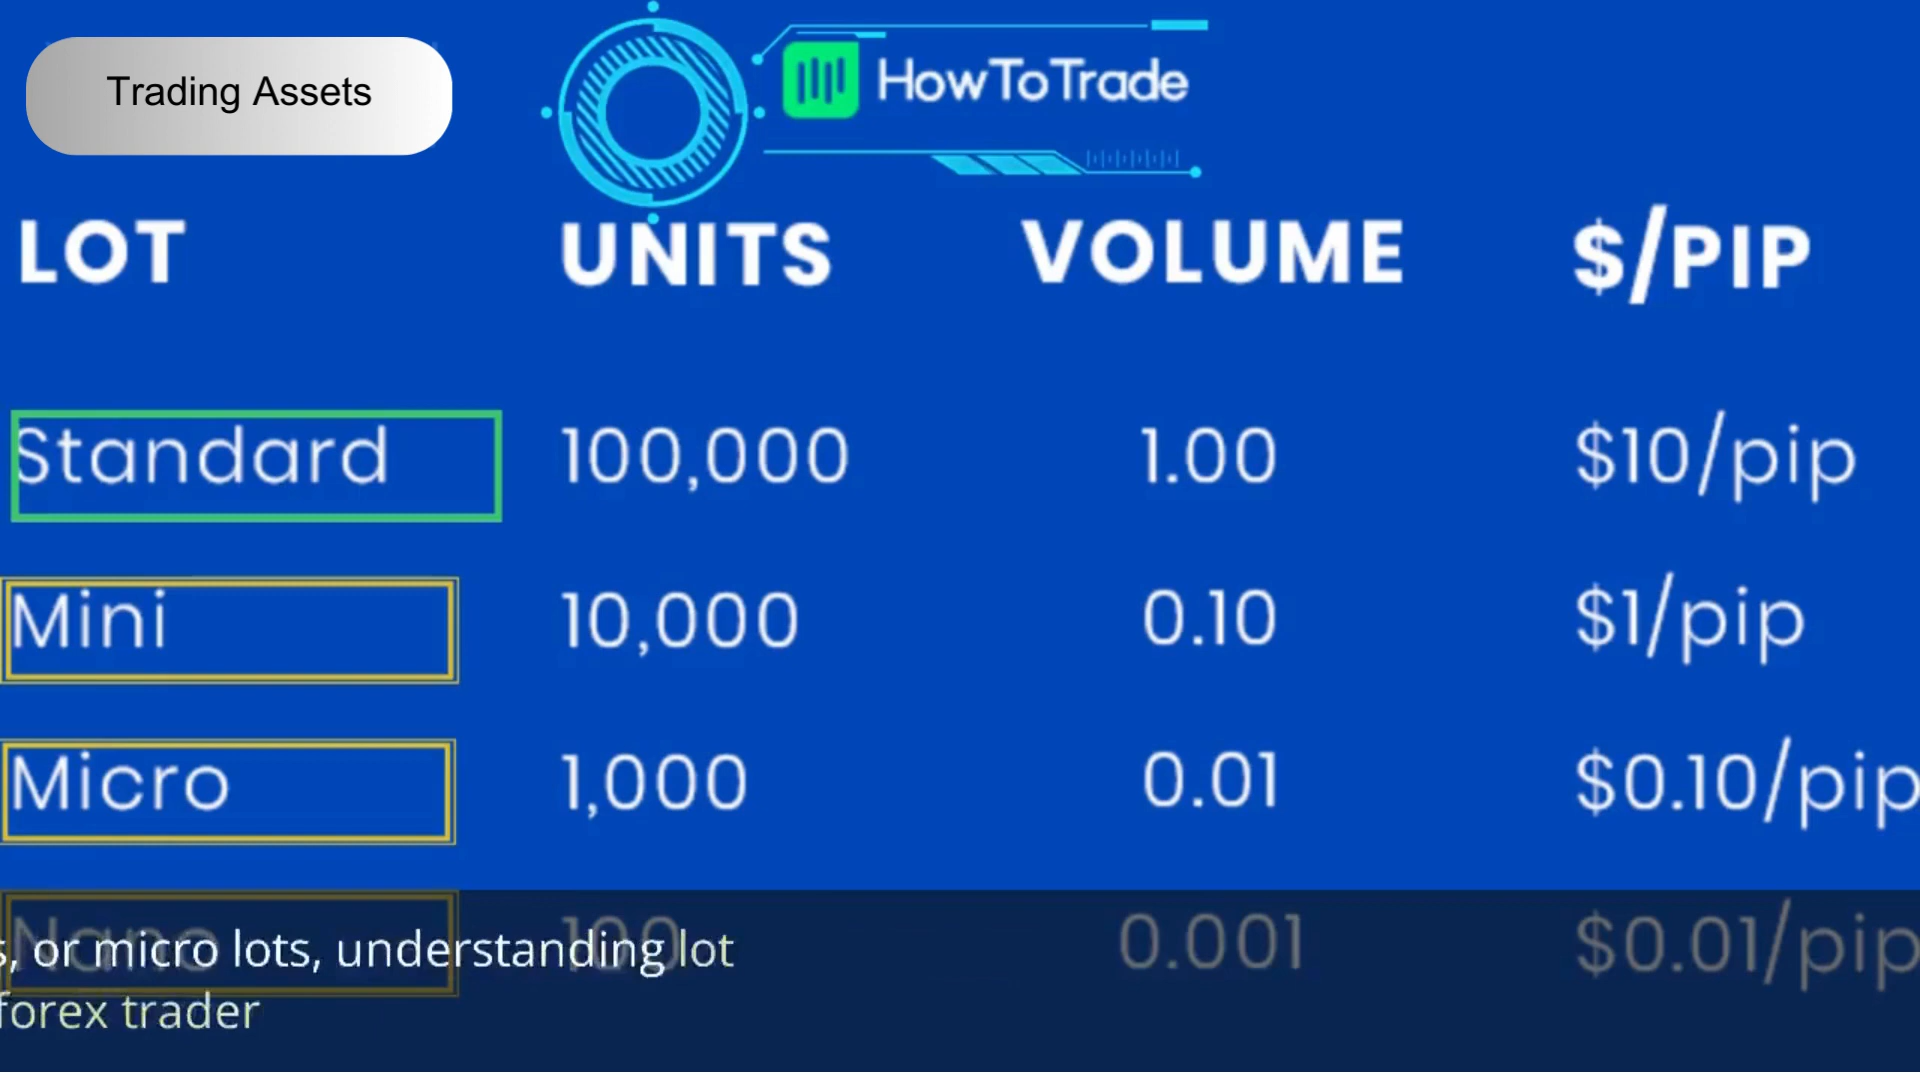 Trading Assets
HowToTrade
LOT UNITS VOLUME $/PIP
Standard 100,000 1.00 $10/pip
Mini 10,000 0.10 $1/pip
Micro 1,000 0.01 $0.10/pip
Nano 100 0.001 $0.01/pip
s, or micro lots, understanding lot
forex trader